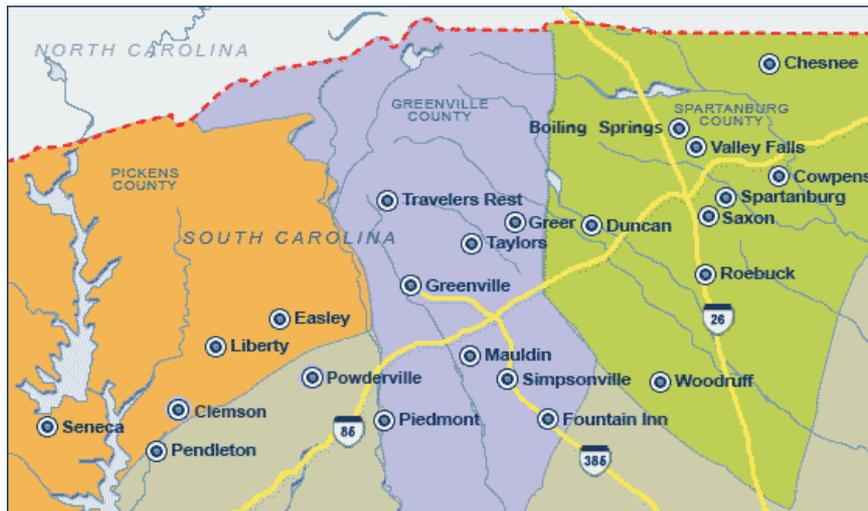 NORTH CAROLINA
Chesnee
GREENVILLE
COUNTY
SPARTANBURG
COUNTY
Boiling Springs
Valley Falls
PICKENS
COUNTY
Cowpens
Travelers Rest
Spartanburg
Greer
Duncan
Saxon
SOUTH CAROLINA
Taylors
Roebuck
Greenville
Easley
26
Liberty
Mauldin
Powderville
Simpsonville
Woodruff
Clemson
Seneca
Piedmont
Fountain Inn
85
Pendleton
385